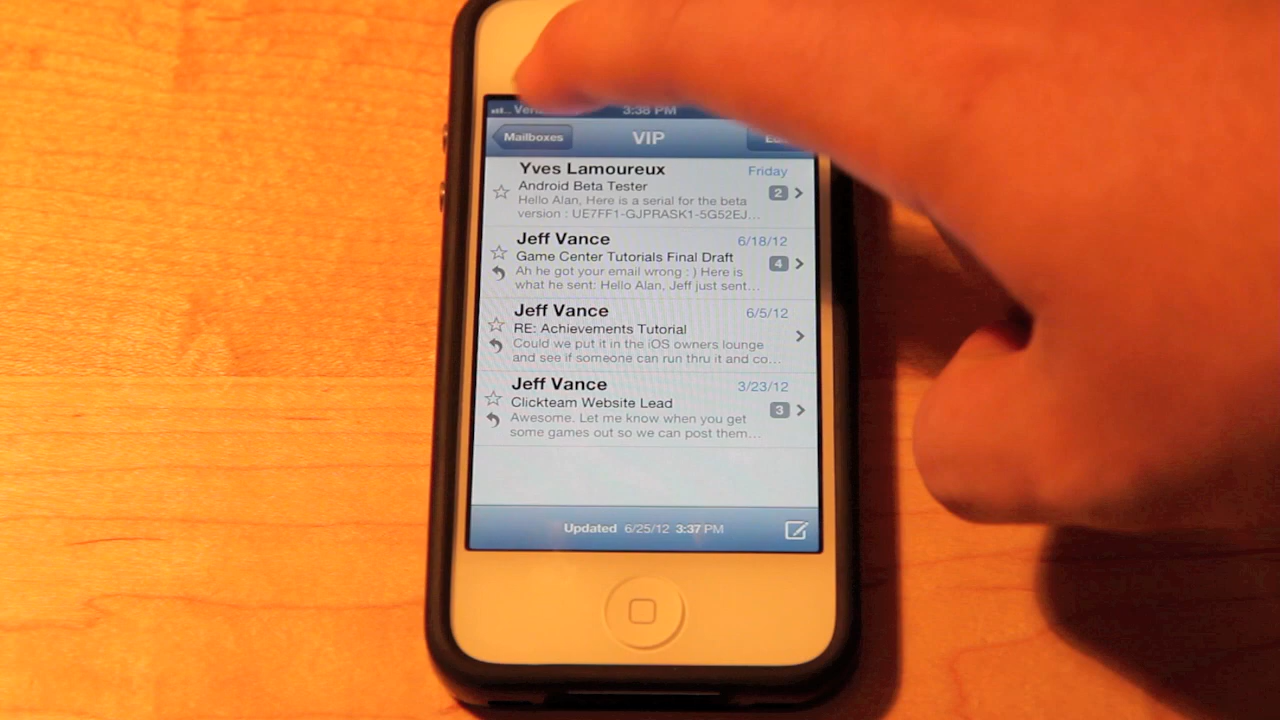 3:38 PM
Mailboxes
VIP
Yves Lamoureux
Friday
Android Beta Tester
2
Hello Alan, Here is a serial for the beta
version : UE7FF1-GJPRASK1-5G52EJ...
Jeff Vance
6/18/12
Game Center Tutorials Final Draft
4
Ah he got your email wrong : ) Here is
what he sent: Hello Alan, Jeff just sent...
Jeff Vance
6/5/12
RE: Achievements Tutorial
Could we put it in the iOS owners lounge
and see if someone can run thru it and co...
Jeff Vance
3/23/12
Clickteam Website Lead
3
Awesome. Let me know when you get
some games out so we can post them...
Updated 6/25/12 3:37 PM